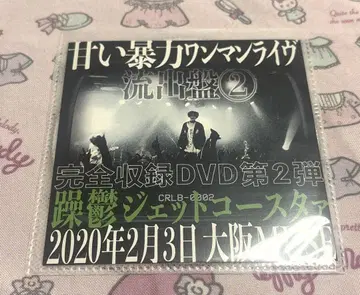 甘い暴力ワンマンライヴ
流出盤②
完全収録DVD第2弾
CRLB-0302
躁鬱ジェットコースタァ
2020年2月3日 大阪M